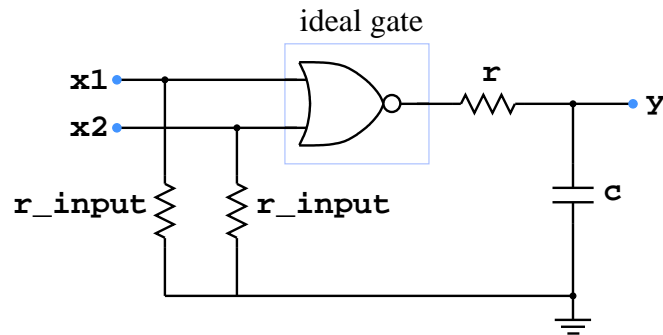 ideal gate
x1
r
x2
y
r_input
r_input
c